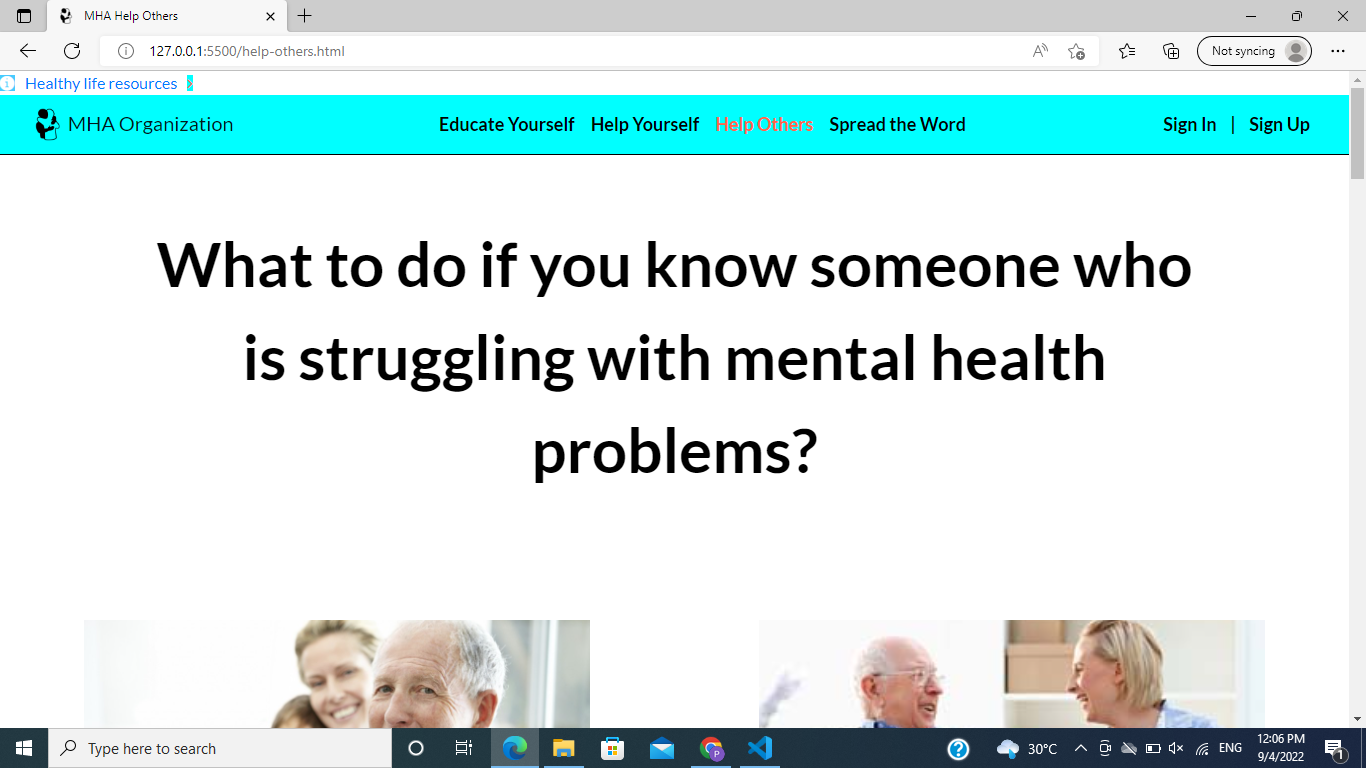 MHA Help Others
127.0.0.1:5500/help-others.html
Not syncing
Healthy life resources
MHA Organization
Educate Yourself
Help Yourself
Help Others
Spread the Word
Sign In | Sign Up
What to do if you know someone who
is struggling with mental health
problems?
Type here to search
P
30°C
ENG
12:06 PM
9/4/2022
1